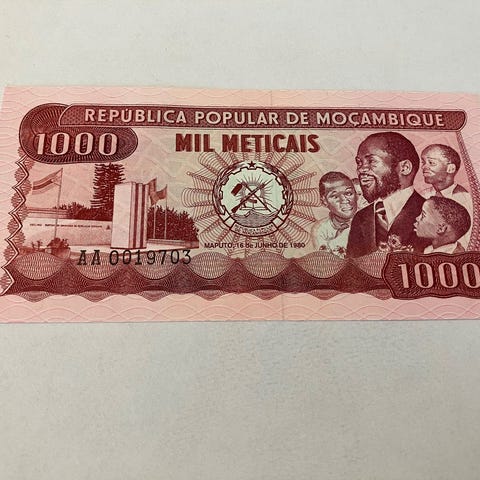 REPÚBLICA POPULAR DE MOÇAMBIQUE
1000
MIL METICAIS
MAPUTO, 16 de JUNHO DE 1980
AA 0019703
1000